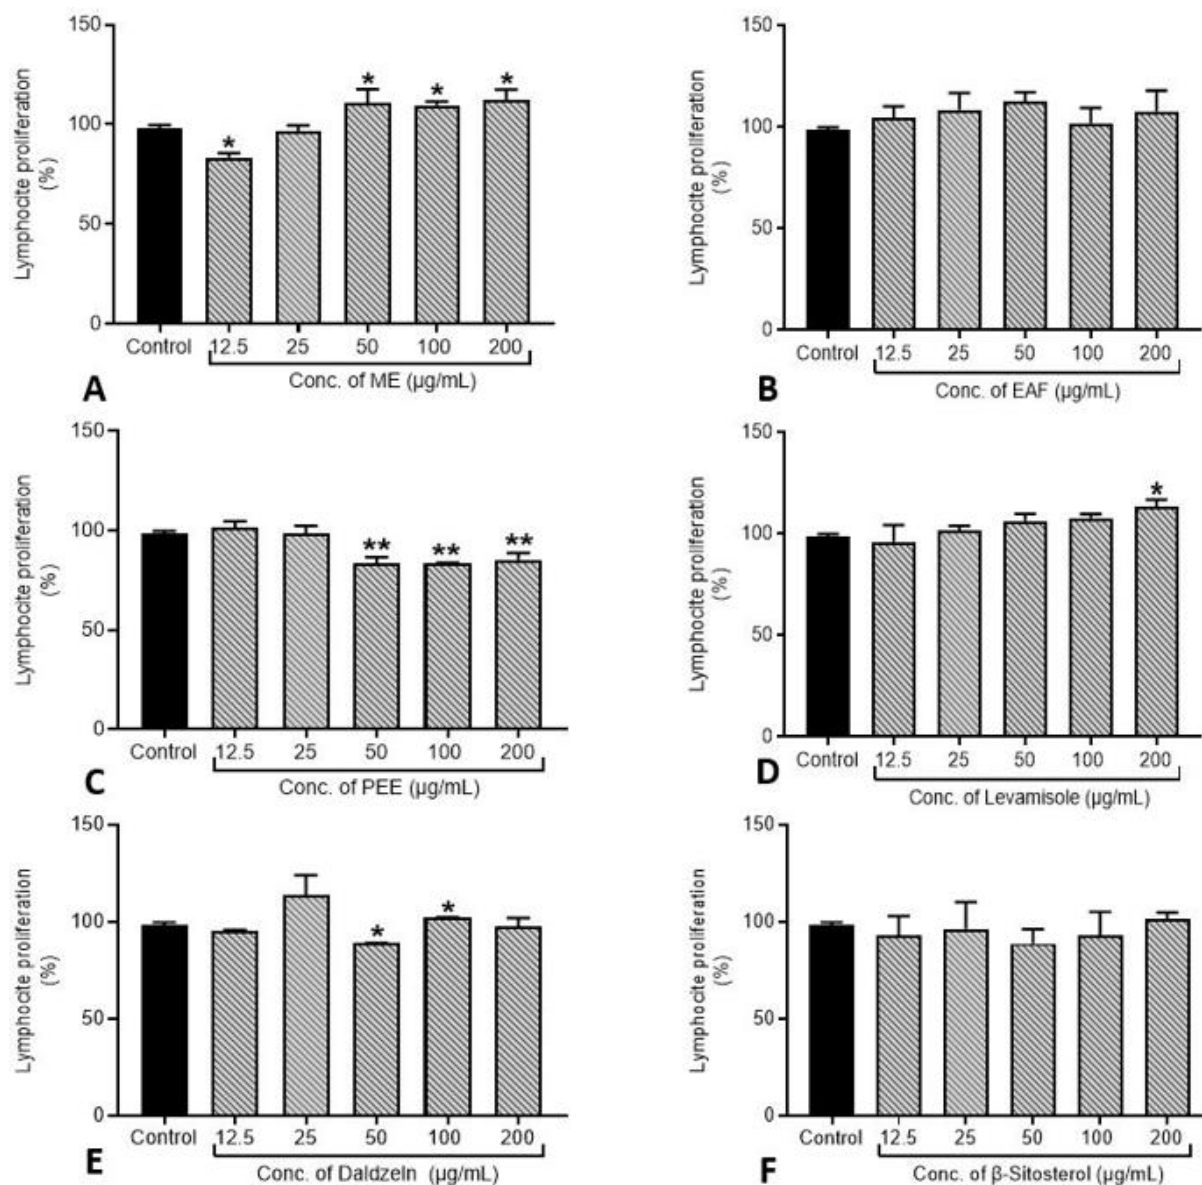 150
100
50
0
Lymphocite proliferation
(%)
*
*
*
*
Control 12.5 25 50 100 200
Conc. of ME (µg/mL)
A
150
100
50
0
Lymphocite proliferation
(%)
Control 12.5 25 50 100 200
Conc. of EAF (µg/mL)
B
150
100
50
0
Lymphocite proliferation
(%)
**
**
**
Control 12.5 25 50 100 200
Conc. of PEE (µg/mL)
C
150
100
50
0
Lymphocite proliferation
(%)
*
Control 12.5 25 50 100 200
Conc. of Levamisole (µg/mL)
D
150
100
50
0
Lymphocite proliferation
(%)
*
*
Control 12.5 25 50 100 200
Conc. of Daldzeln (µg/mL)
E
150
100
50
0
Lymphocite proliferation
(%)
Control 12.5 25 50 100 200
Conc. of β-Sitosterol (µg/mL)
F